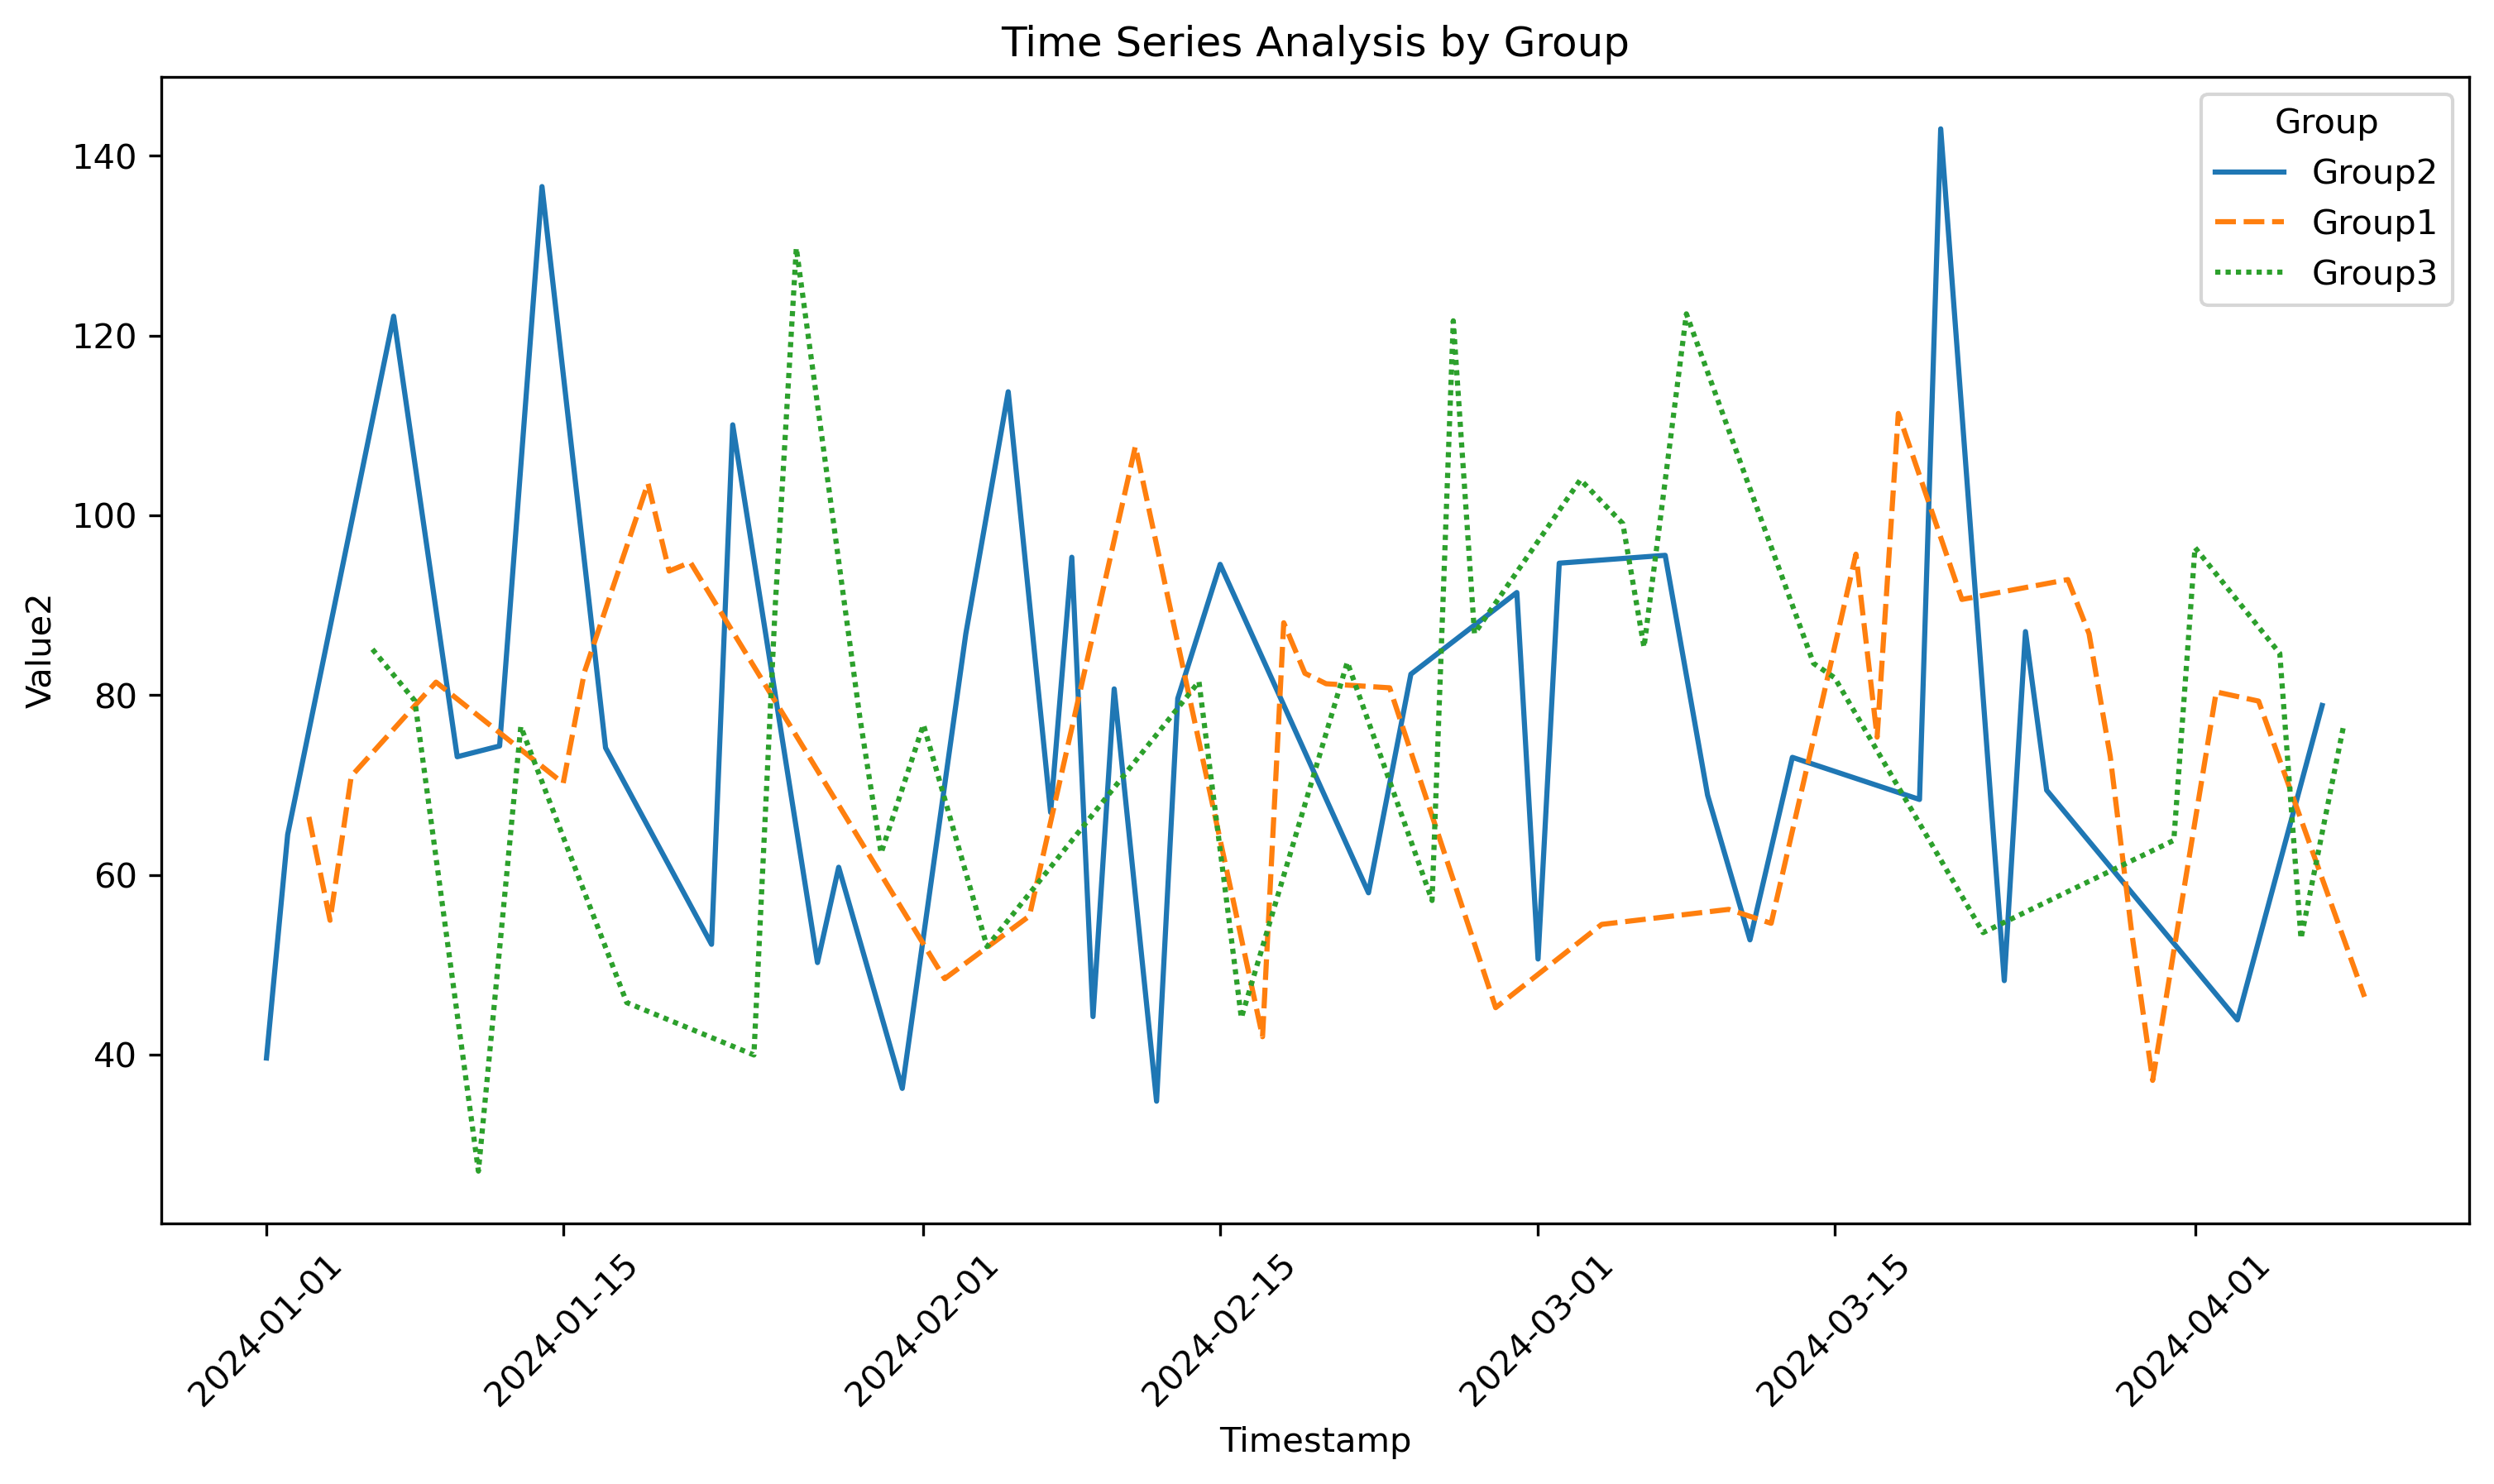 Time Series Analysis by Group
Group
Group2
Group1
Group3
Value2
140
120
100
80
60
40
2024-01-01
2024-01-15
2024-02-01
2024-02-15
2024-03-01
2024-03-15
2024-04-01
Timestamp